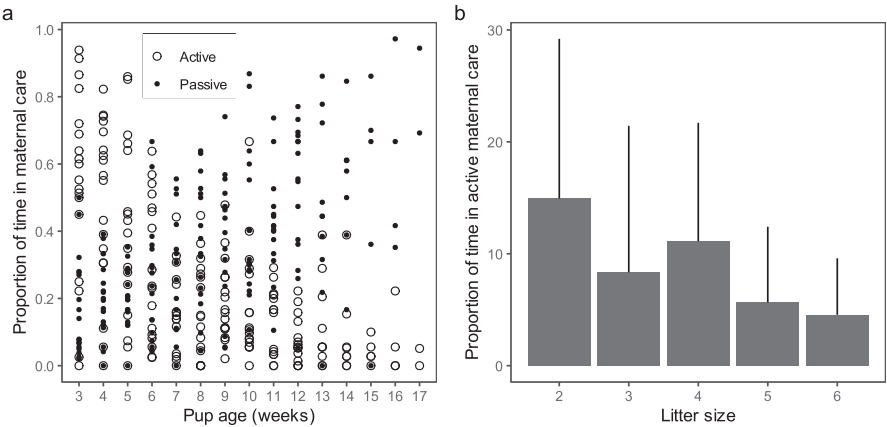 a
Proportion of time in maternal care
1.0
0.8
0.6
0.4
0.2
0.0
Active
Passive
3 4 5 6 7 8 9 10 11 12 13 14 15 16 17
Pup age (weeks)
b
Proportion of time in active maternal care
30
20
10
0
2 3 4 5 6
Litter size